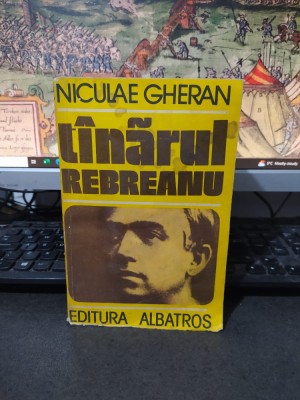 NICULAE GHERAN
tînărul
REBREANU
EDITURA ALBATROS